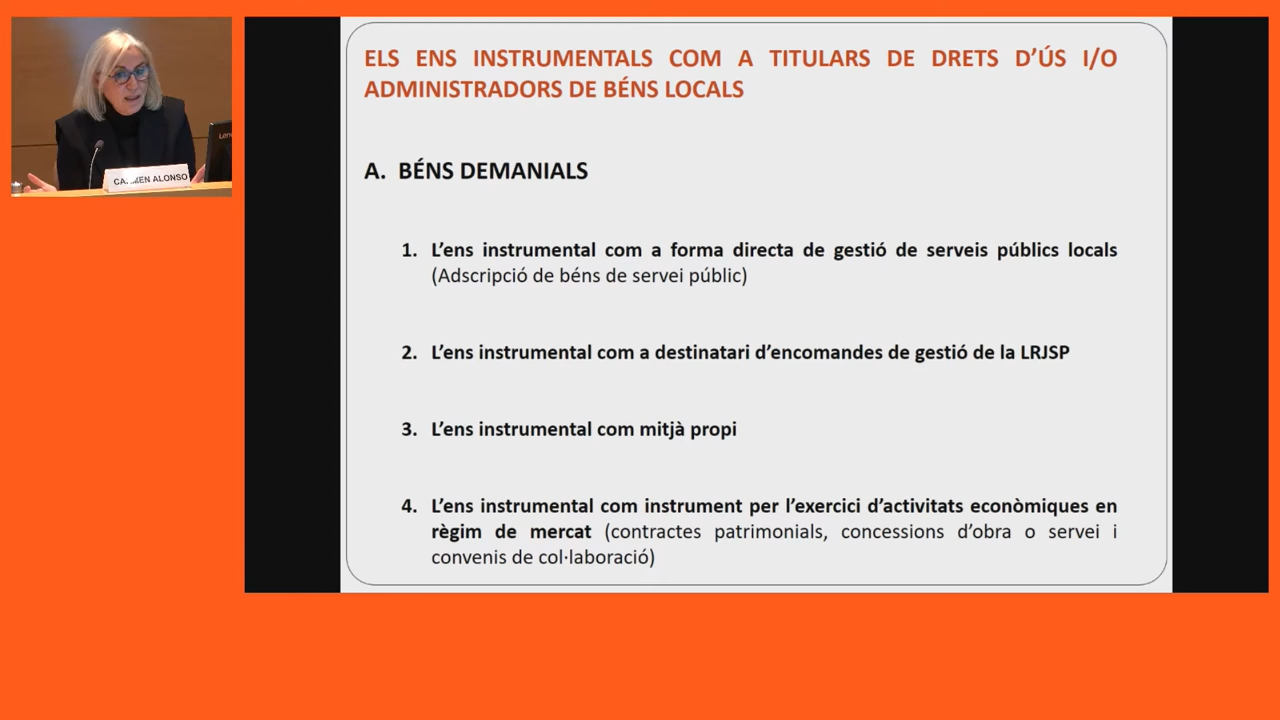 Leno
CARMEN ALONSO
ELS ENS INSTRUMENTALS COM A TITULARS DE DRETS D'ÚS I/O
ADMINISTRADORS DE BÉNS LOCALS
A. BÉNS DEMANIALS
1. L'ens instrumental com a forma directa de gestió de serveis públics locals
(Adscripció de béns de servei públic)
2. L'ens instrumental com a destinatari d'encomandes de gestió de la LRJSP
3. L'ens instrumental com mitjà propi
4. L'ens instrumental com instrument per l'exercici d'activitats econòmiques en
règim de mercat (contractes patrimonials, concessions d'obra o servei i
convenis de col·laboració)